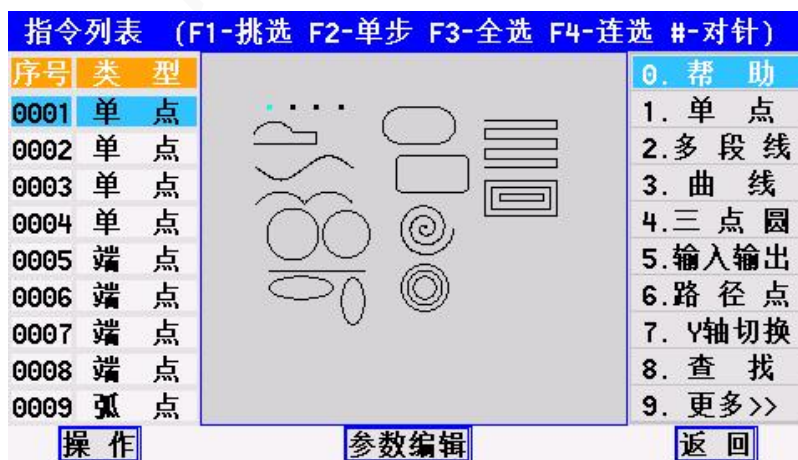 指令列表 (F1-挑选 F2-单步 F3-全选 F4-连选 #-对针)
序号 类 型
0001 单 点
0002 单 点
0003 单 点
0004 单 点
0005 端 点
0006 端 点
0007 端 点
0008 端 点
0009 弧 点
0. 帮 助
1. 单 点
2.多 段 线
3. 曲 线
4.三 点 圆
5.输入输出
6.路 径 点
7. Y轴切换
8. 查 找
9. 更多>>
操 作 参数编辑 返 回